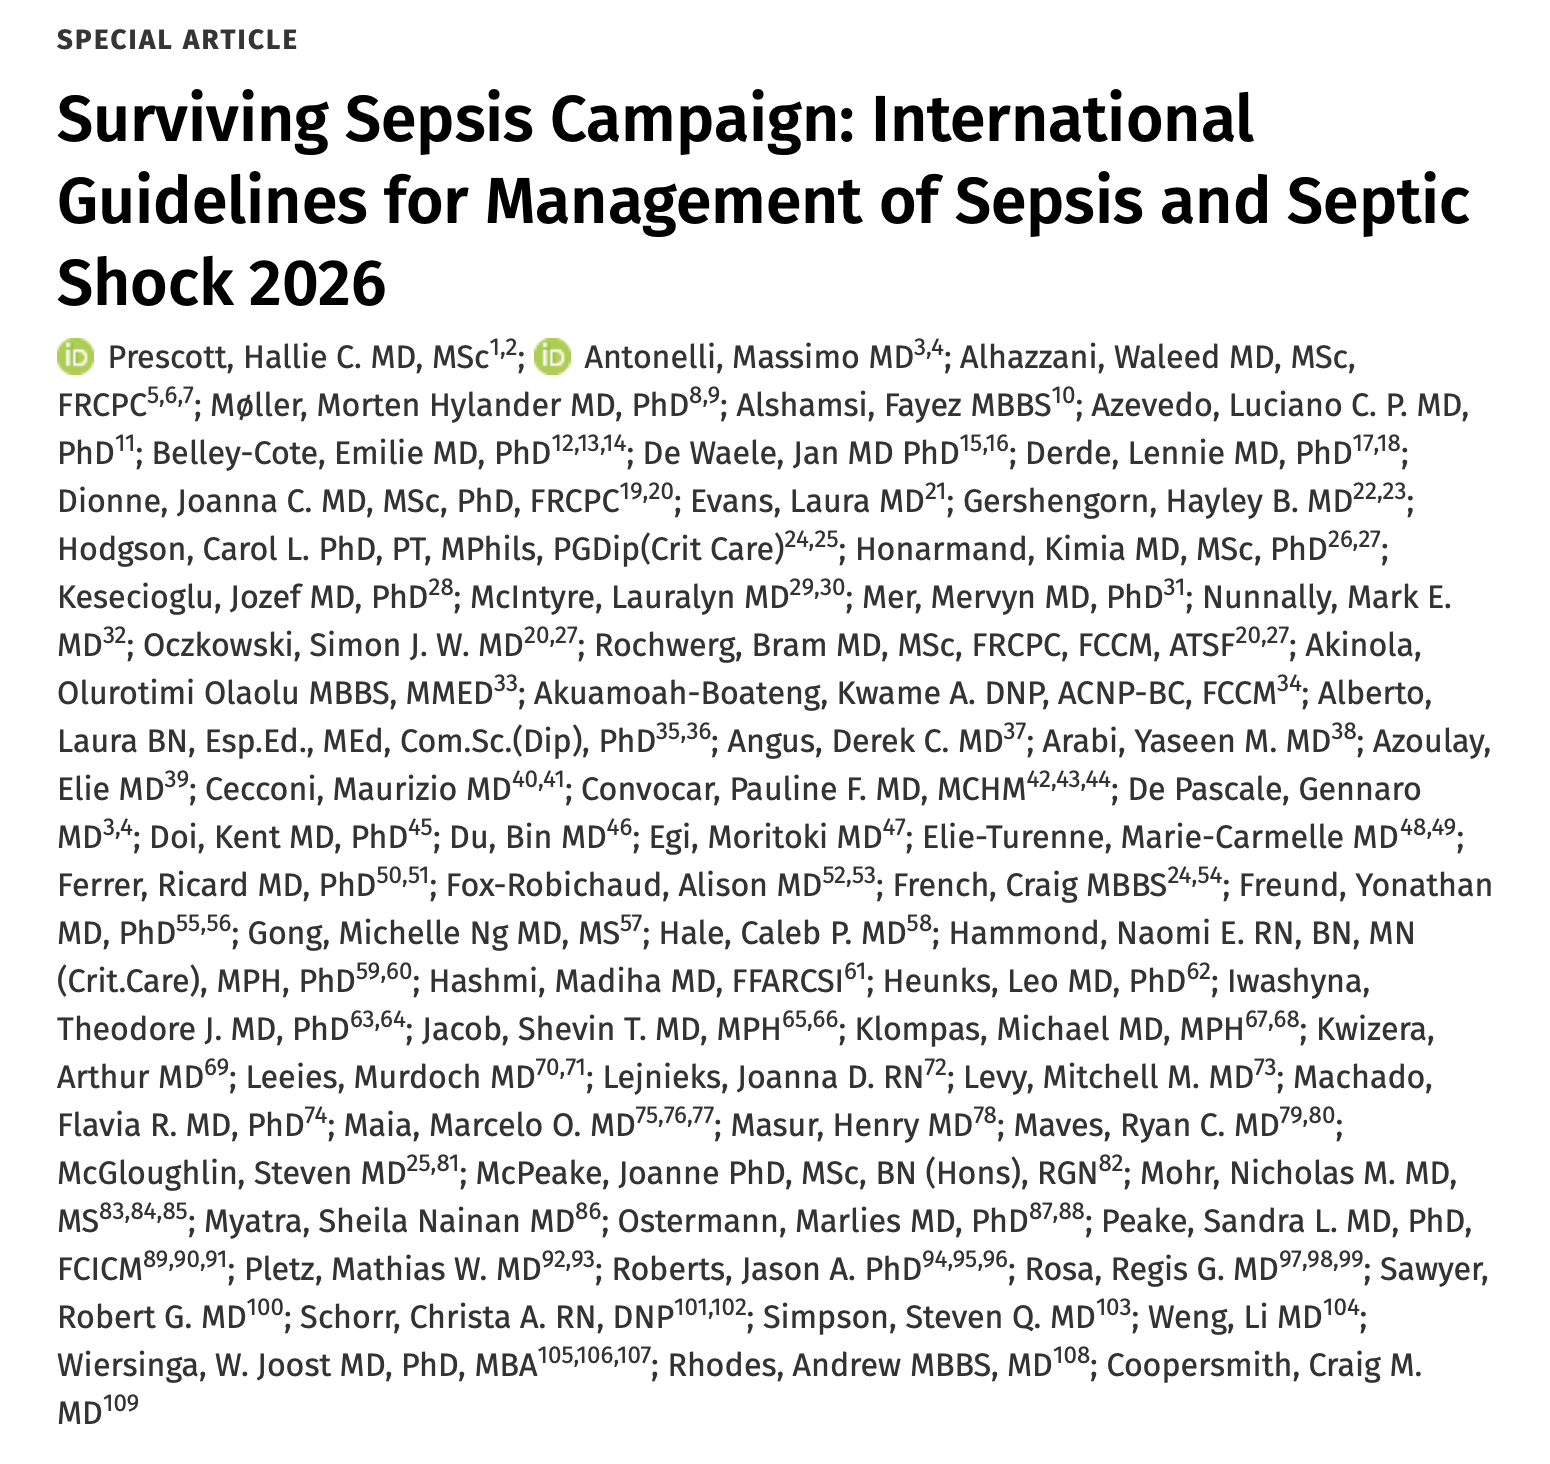 SPECIAL ARTICLE
Surviving Sepsis Campaign: International
Guidelines for Management of Sepsis and Septic
Shock 2026
iD Prescott, Hallie C. MD, MSc1,2; iD Antonelli, Massimo MD3,4; Alhazzani, Waleed MD, MSc,
FRCPC5,6,7; Møller, Morten Hylander MD, PhD8,9; Alshamsi, Fayez MBBS10; Azevedo, Luciano C. P. MD,
PhD11; Belley-Cote, Emilie MD, PhD12,13,14; De Waele, Jan MD PhD15,16; Derde, Lennie MD, PhD17,18;
Dionne, Joanna C. MD, MSc, PhD, FRCPC19,20; Evans, Laura MD21; Gershengorn, Hayley B. MD22,23;
Hodgson, Carol L. PhD, PT, MPhils, PGDip(Crit Care)24,25; Honarmand, Kimia MD, MSc, PhD26,27;
Kesecioglu, Jozef MD, PhD28; McIntyre, Lauralyn MD29,30; Mer, Mervyn MD, PhD31; Nunnally, Mark E.
MD32; Oczkowski, Simon J. W. MD20,27; Rochwerg, Bram MD, MSc, FRCPC, FCCM, ATSF20,27; Akinola,
Olurotimi Olaolu MBBS, MMED33; Akuamoah-Boateng, Kwame A. DNP, ACNP-BC, FCCM34; Alberto,
Laura BN, Esp.Ed., MEd, Com.Sc.(Dip), PhD35,36; Angus, Derek C. MD37; Arabi, Yaseen M. MD38; Azoulay,
Elie MD39; Cecconi, Maurizio MD40,41; Convocar, Pauline F. MD, MCHM42,43,44; De Pascale, Gennaro
MD3,4; Doi, Kent MD, PhD45; Du, Bin MD46; Egi, Moritoki MD47; Elie-Turenne, Marie-Carmelle MD48,49;
Ferrer, Ricard MD, PhD50,51; Fox-Robichaud, Alison MD52,53; French, Craig MBBS24,54; Freund, Yonathan
MD, PhD55,56; Gong, Michelle Ng MD, MS57; Hale, Caleb P. MD58; Hammond, Naomi E. RN, BN, MN
(Crit.Care), MPH, PhD59,60; Hashmi, Madiha MD, FFARCSI61; Heunks, Leo MD, PhD62; Iwashyna,
Theodore J. MD, PhD63,64; Jacob, Shevin T. MD, MPH65,66; Klompas, Michael MD, MPH67,68; Kwizera,
Arthur MD69; Leeies, Murdoch MD70,71; Lejnieks, Joanna D. RN72; Levy, Mitchell M. MD73; Machado,
Flavia R. MD, PhD74; Maia, Marcelo O. MD75,76,77; Masur, Henry MD78; Maves, Ryan C. MD79,80;
McGloughlin, Steven MD25,81; McPeake, Joanne PhD, MSc, BN (Hons), RGN82; Mohr, Nicholas M. MD,
MS83,84,85; Myatra, Sheila Nainan MD86; Ostermann, Marlies MD, PhD87,88; Peake, Sandra L. MD, PhD,
FCICM89,90,91; Pletz, Mathias W. MD92,93; Roberts, Jason A. PhD94,95,96; Rosa, Regis G. MD97,98,99; Sawyer,
Robert G. MD100; Schorr, Christa A. RN, DNP101,102; Simpson, Steven Q. MD103; Weng, Li MD104;
Wiersinga, W. Joost MD, PhD, MBA105,106,107; Rhodes, Andrew MBBS, MD108; Coopersmith, Craig M.
MD109